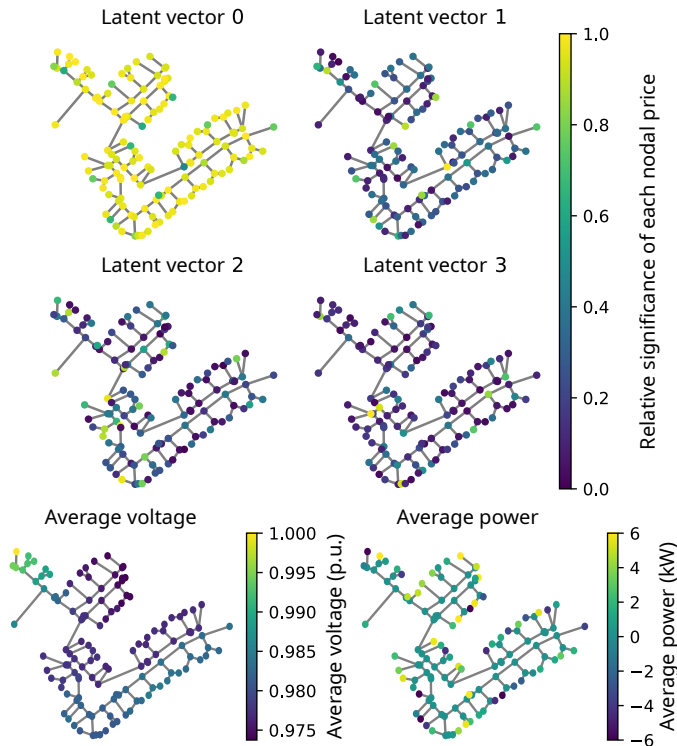 Latent vector 0
Latent vector 1
1.0
0.8
0.6
0.4
0.2
0.0
Relative significance of each nodal price
Latent vector 2
Latent vector 3
Average voltage
Average power
1.000
0.995
0.990
0.985
0.980
0.975
Average voltage (p.u.)
6
4
2
0
−2
−4
−6
Average power (kW)